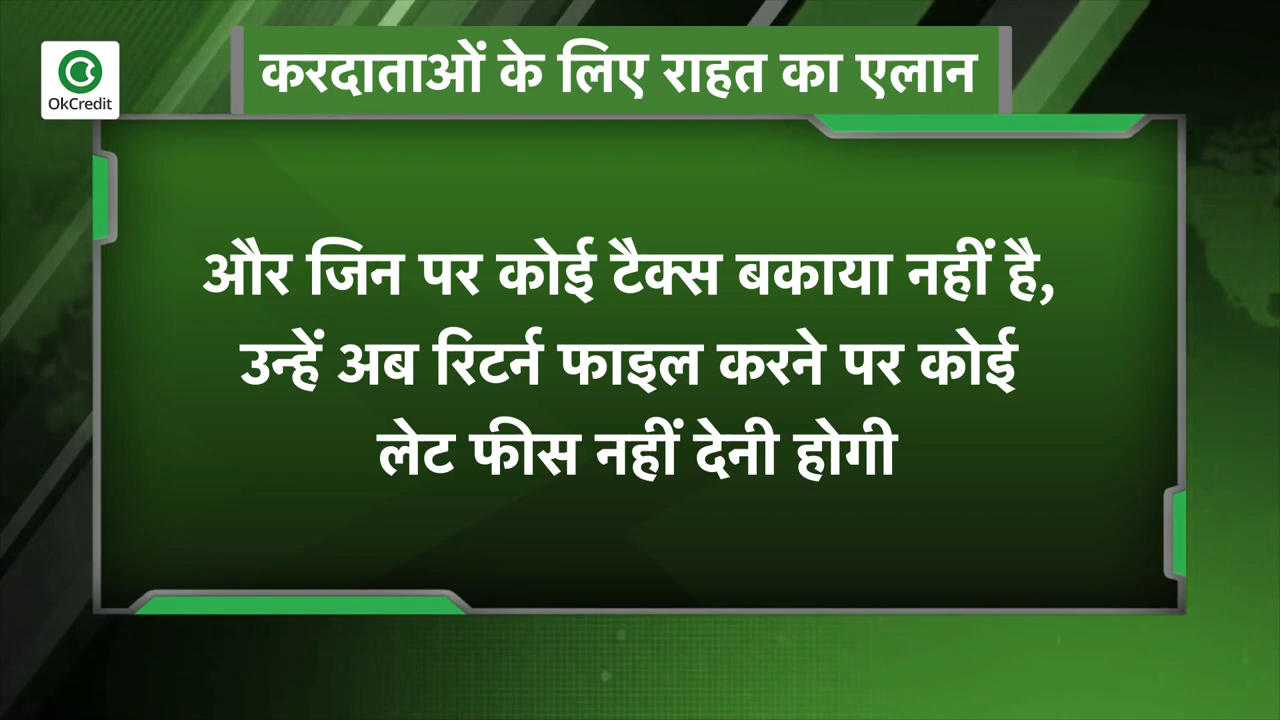 करदाताओं के लिए राहत का एलान
OkCredit
और जिन पर कोई टैक्स बकाया नहीं है,
उन्हें अब रिटर्न फाइल करने पर कोई
लेट फीस नहीं देनी होगी